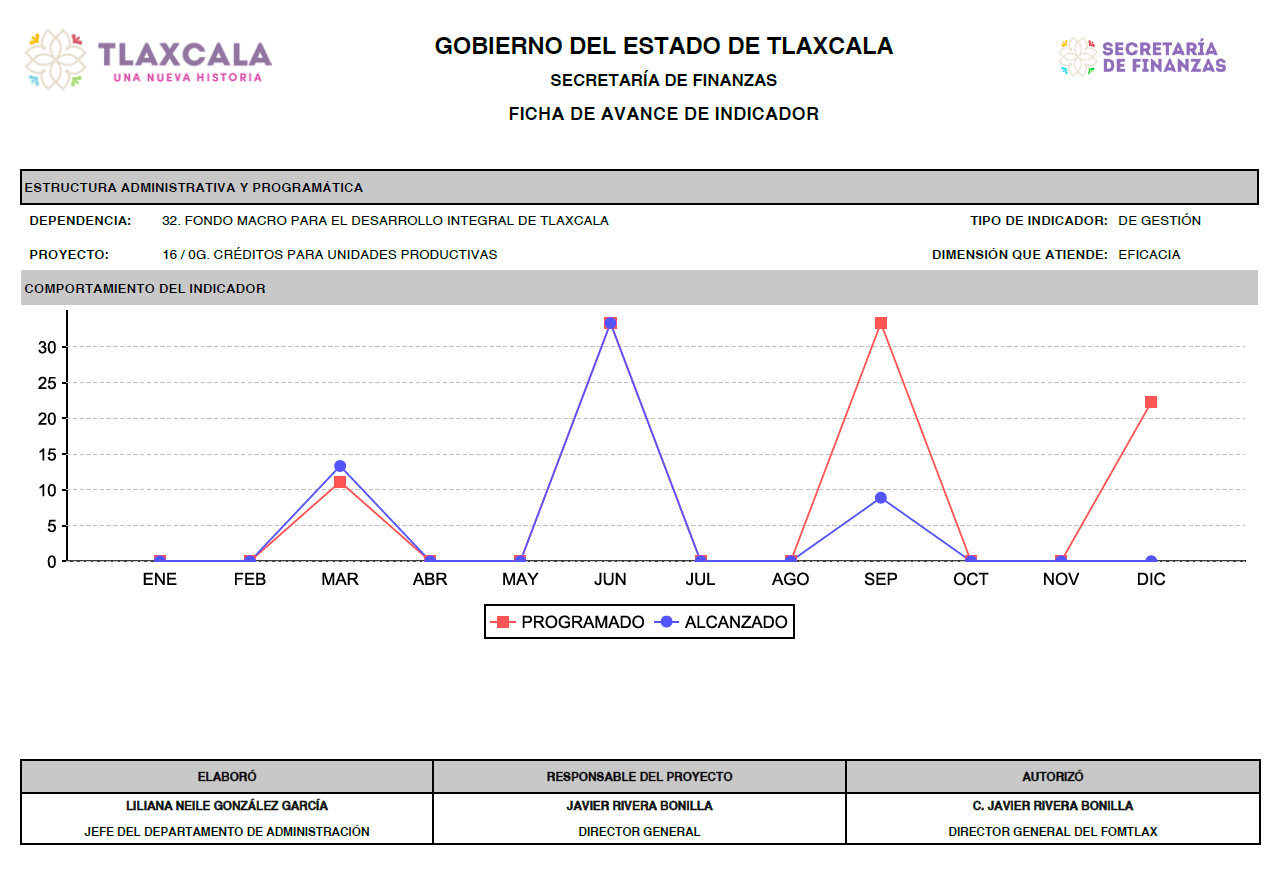 TLAXCALA
UNA NUEVA HISTORIA
GOBIERNO DEL ESTADO DE TLAXCALA
SECRETARÍA DE FINANZAS
FICHA DE AVANCE DE INDICADOR
SECRETARÍA
DE FINANZAS
ESTRUCTURA ADMINISTRATIVA Y PROGRAMÁTICA
DEPENDENCIA: 32. FONDO MACRO PARA EL DESARROLLO INTEGRAL DE TLAXCALA TIPO DE INDICADOR: DE GESTIÓN
PROYECTO: 16 / 0G. CRÉDITOS PARA UNIDADES PRODUCTIVAS DIMENSIÓN QUE ATIENDE: EFICACIA
COMPORTAMIENTO DEL INDICADOR
30
25
20
15
10
5
0
ENE FEB MAR ABR MAY JUN JUL AGO SEP OCT NOV DIC
PROGRAMADO ALCANZADO
ELABORÓ RESPONSABLE DEL PROYECTO AUTORIZÓ
LILIANA NEILE GONZÁLEZ GARCÍA JAVIER RIVERA BONILLA C. JAVIER RIVERA BONILLA
JEFE DEL DEPARTAMENTO DE ADMINISTRACIÓN DIRECTOR GENERAL DIRECTOR GENERAL DEL FOMTLAX